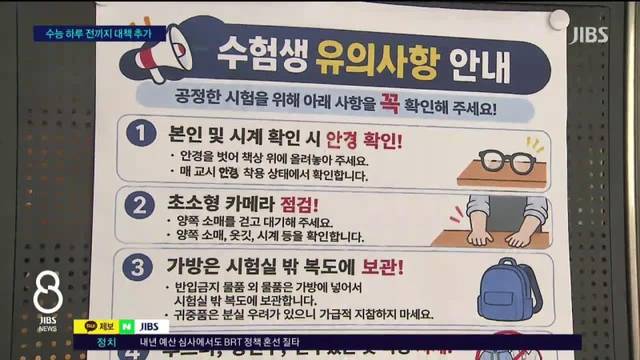 수능 하루 전까지 대책 추가
JIBS
수험생 유의사항 안내
공정한 시험을 위해 아래 사항을 꼭 확인해 주세요!
1 본인 및 시계 확인 시 안경 확인!
• 안경을 벗어 책상 위에 올려놓아 주세요.
• 매 교시 안경 착용 상태에서 확인합니다.
2 초소형 카메라 점검!
• 양쪽 소매를 걷고 대기해 주세요.
• 양쪽 소매, 옷깃, 시계 등을 확인합니다.
3 가방은 시험실 밖 복도에 보관!
• 반입금지 물품 외 물품은 가방에 넣어서
시험실 밖 복도에 보관합니다.
• 귀중품은 분실 우려가 있으니 가급적 지참하지 마세요.
4
8
JIBS
NEWS
제보 N JIBS
정치 내년 예산 심사에서도 BRT 정책 혼선 질타